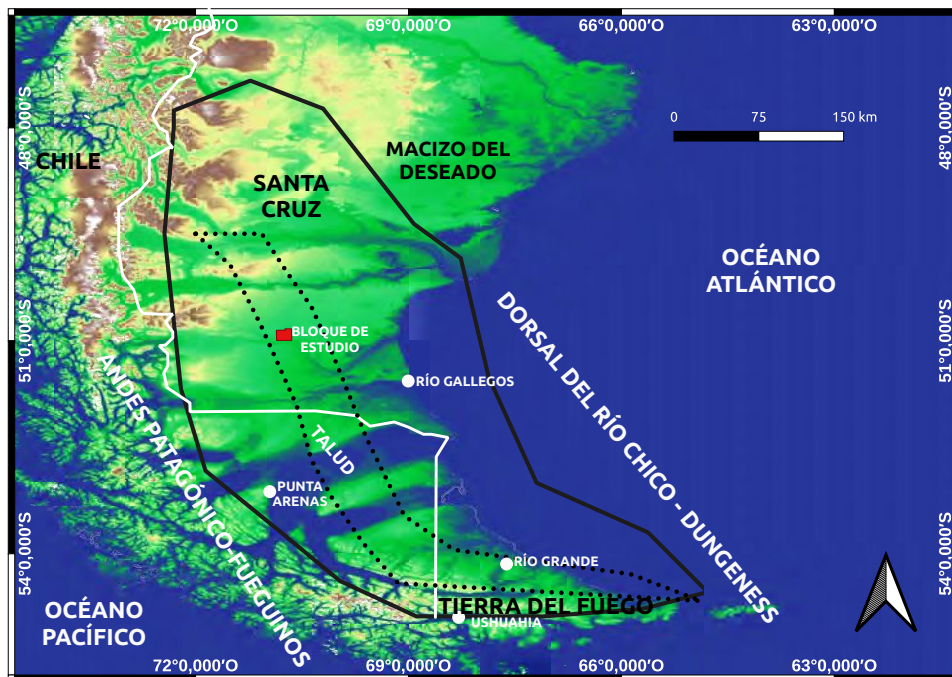 72°0,000'O
69°0,000'O
66°0,000'O
63°0,000'O
48°0,000'S
48°0,000'S
0
75
150 km
CHILE
MACIZO DEL
DESEADO
SANTA
CRUZ
OCÉANO
ATLÁNTICO
51°0,000'S
51°0,000'S
BLOQUE DE
ESTUDIO
RÍO GALLEGOS
DORSAL DEL RÍO CHICO - DUNGENESS
ANDES PATAGÓNICO-FUEGUINOS
TALUD
PUNTA
ARENAS
54°0,000'S
54°0,000'S
RÍO GRANDE
TIERRA DEL FUEGO
USHUAHIA
OCÉANO
PACÍFICO
72°0,000'O
69°0,000'O
66°0,000'O
63°0,000'O